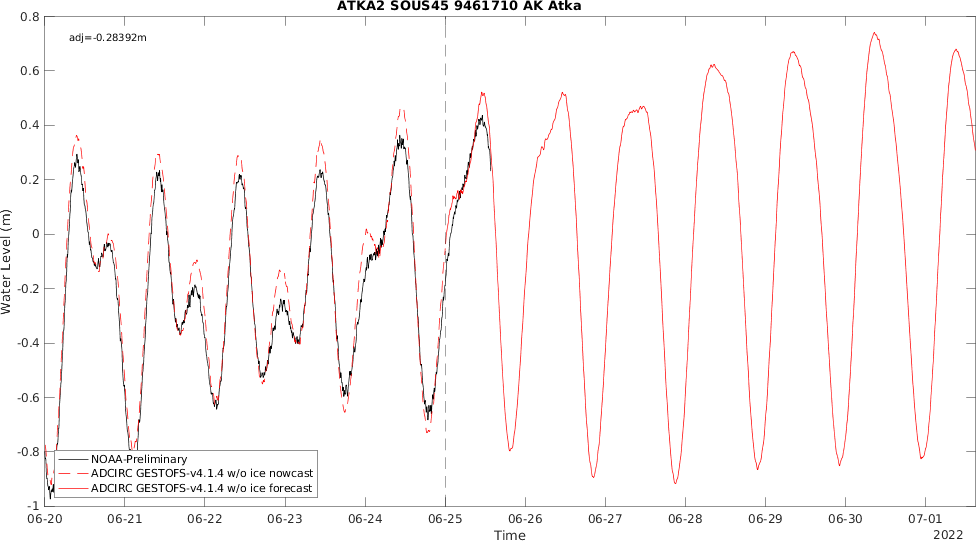 ATKA2 SOUS45 9461710 AK Atka
adj=-0.28392m
Water Level (m)
0.8
0.6
0.4
0.2
0
-0.2
-0.4
-0.6
-0.8
-1
NOAA-Preliminary
ADCIRC GESTOFS-v4.1.4 w/o ice nowcast
ADCIRC GESTOFS-v4.1.4 w/o ice forecast
06-20 06-21 06-22 06-23 06-24 06-25 06-26 06-27 06-28 06-29 06-30 07-01
Time
2022